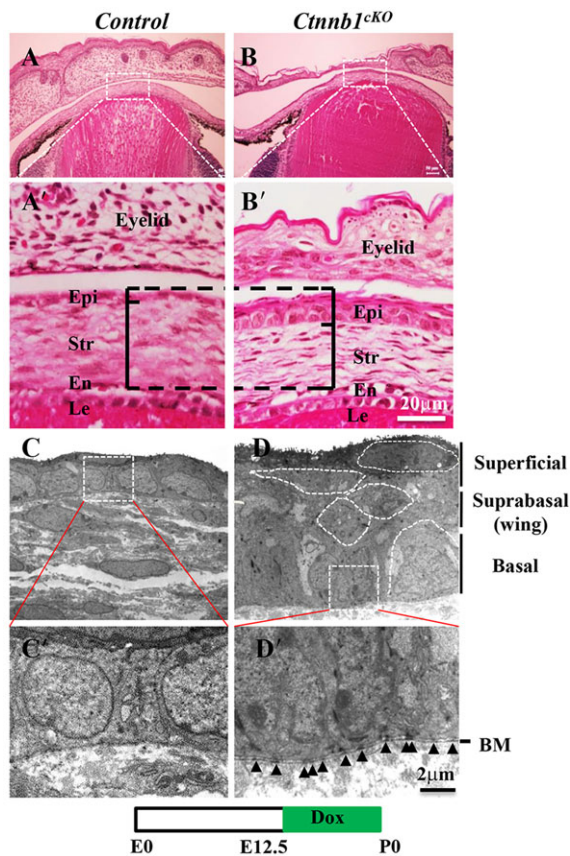 Control Ctnnb1cKO
A B
A′ B′
Eyelid Eyelid
Epi Epi
Str Str
En En
Le Le
20μm
C D
Superficial
Suprabasal
(wing)
Basal
C′ D′
BM
2μm
Dox
E0 E12.5 P0